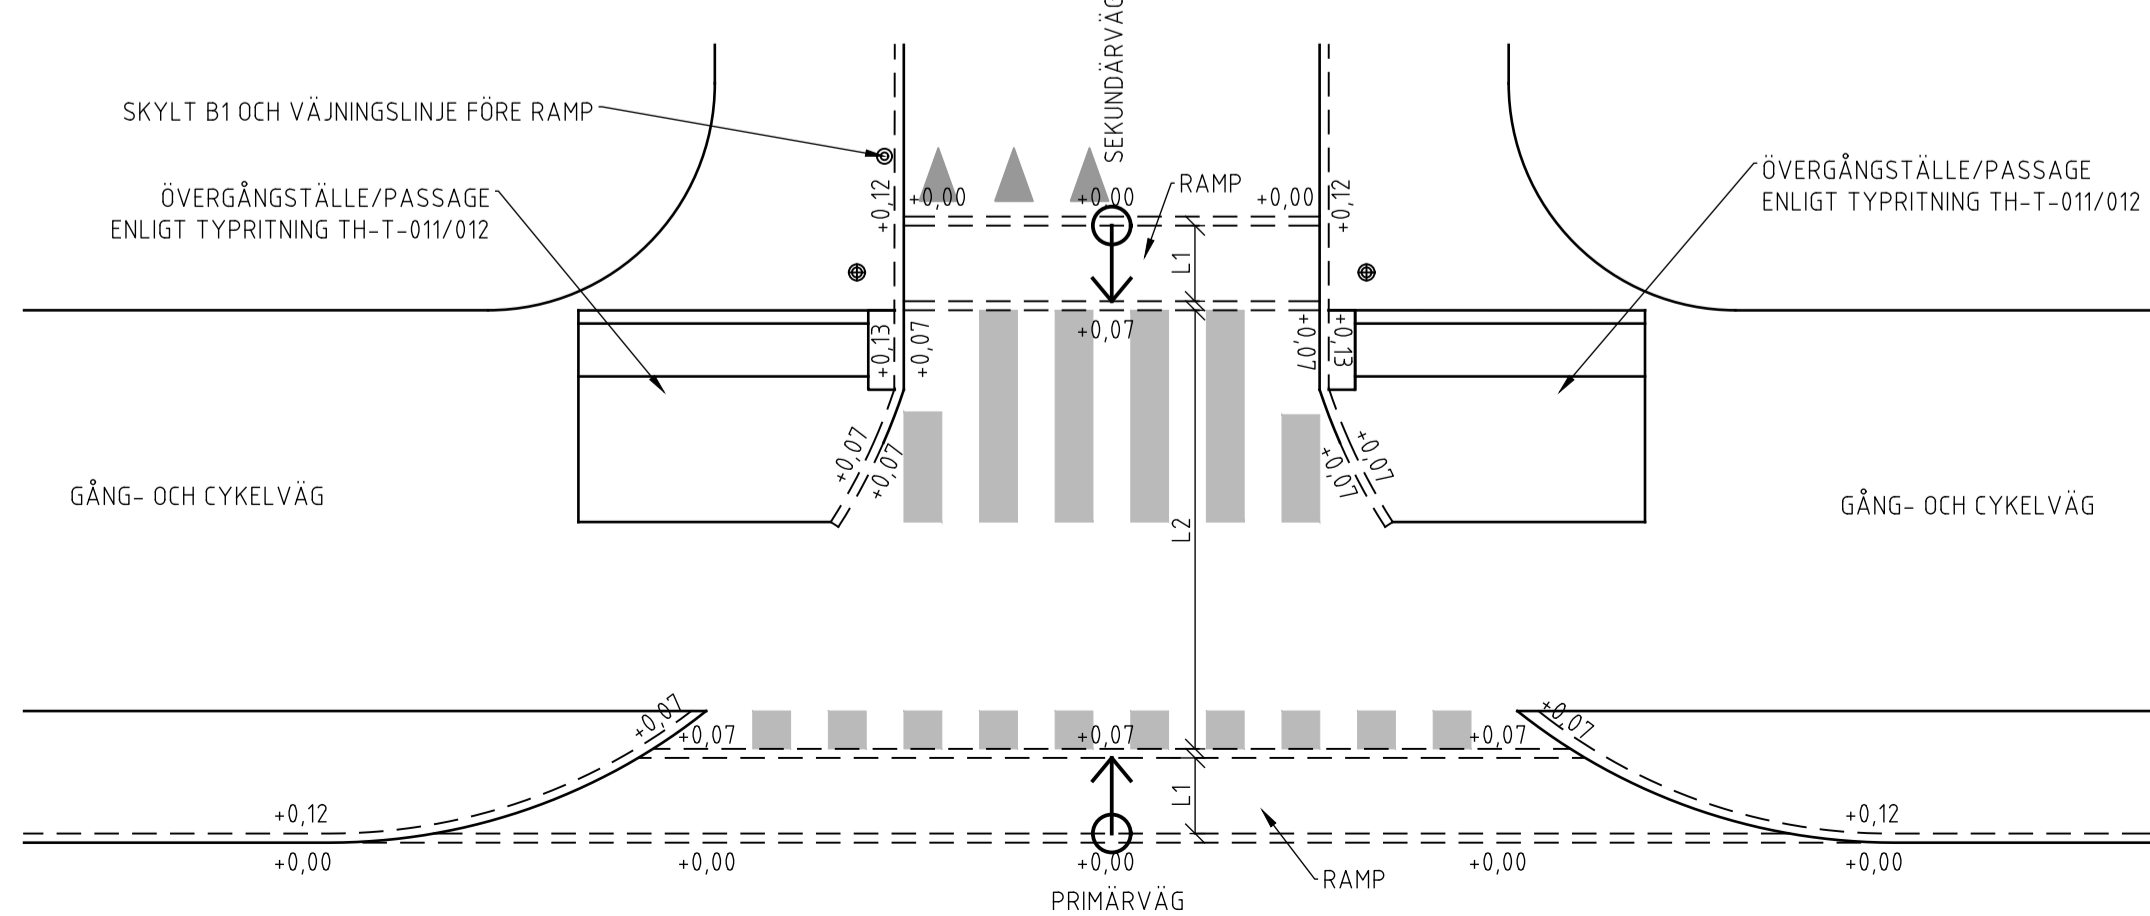 SEKUNDÄRVÄG
SKYLT B1 OCH VÄJNINGSLINJE FÖRE RAMP
ÖVERGÅNGSTÄLLE/PASSAGE
ENLIGT TYPRITNING TH-T-011/012
ÖVERGÅNGSTÄLLE/PASSAGE
ENLIGT TYPRITNING TH-T-011/012
RAMP
+0,12
+0,00
+0,00
+0,00
+0,12
L1
+0,13
+0,07
+0,07
+0,07
+0,13
+0,07
+0,07
+0,07
+0,07
GÅNG- OCH CYKELVÄG
L2
GÅNG- OCH CYKELVÄG
+0,07
+0,07
+0,07
+0,07
+0,07
L1
+0,12
+0,12
+0,00
+0,00
+0,00
+0,00
+0,00
RAMP
PRIMÄRVÄG